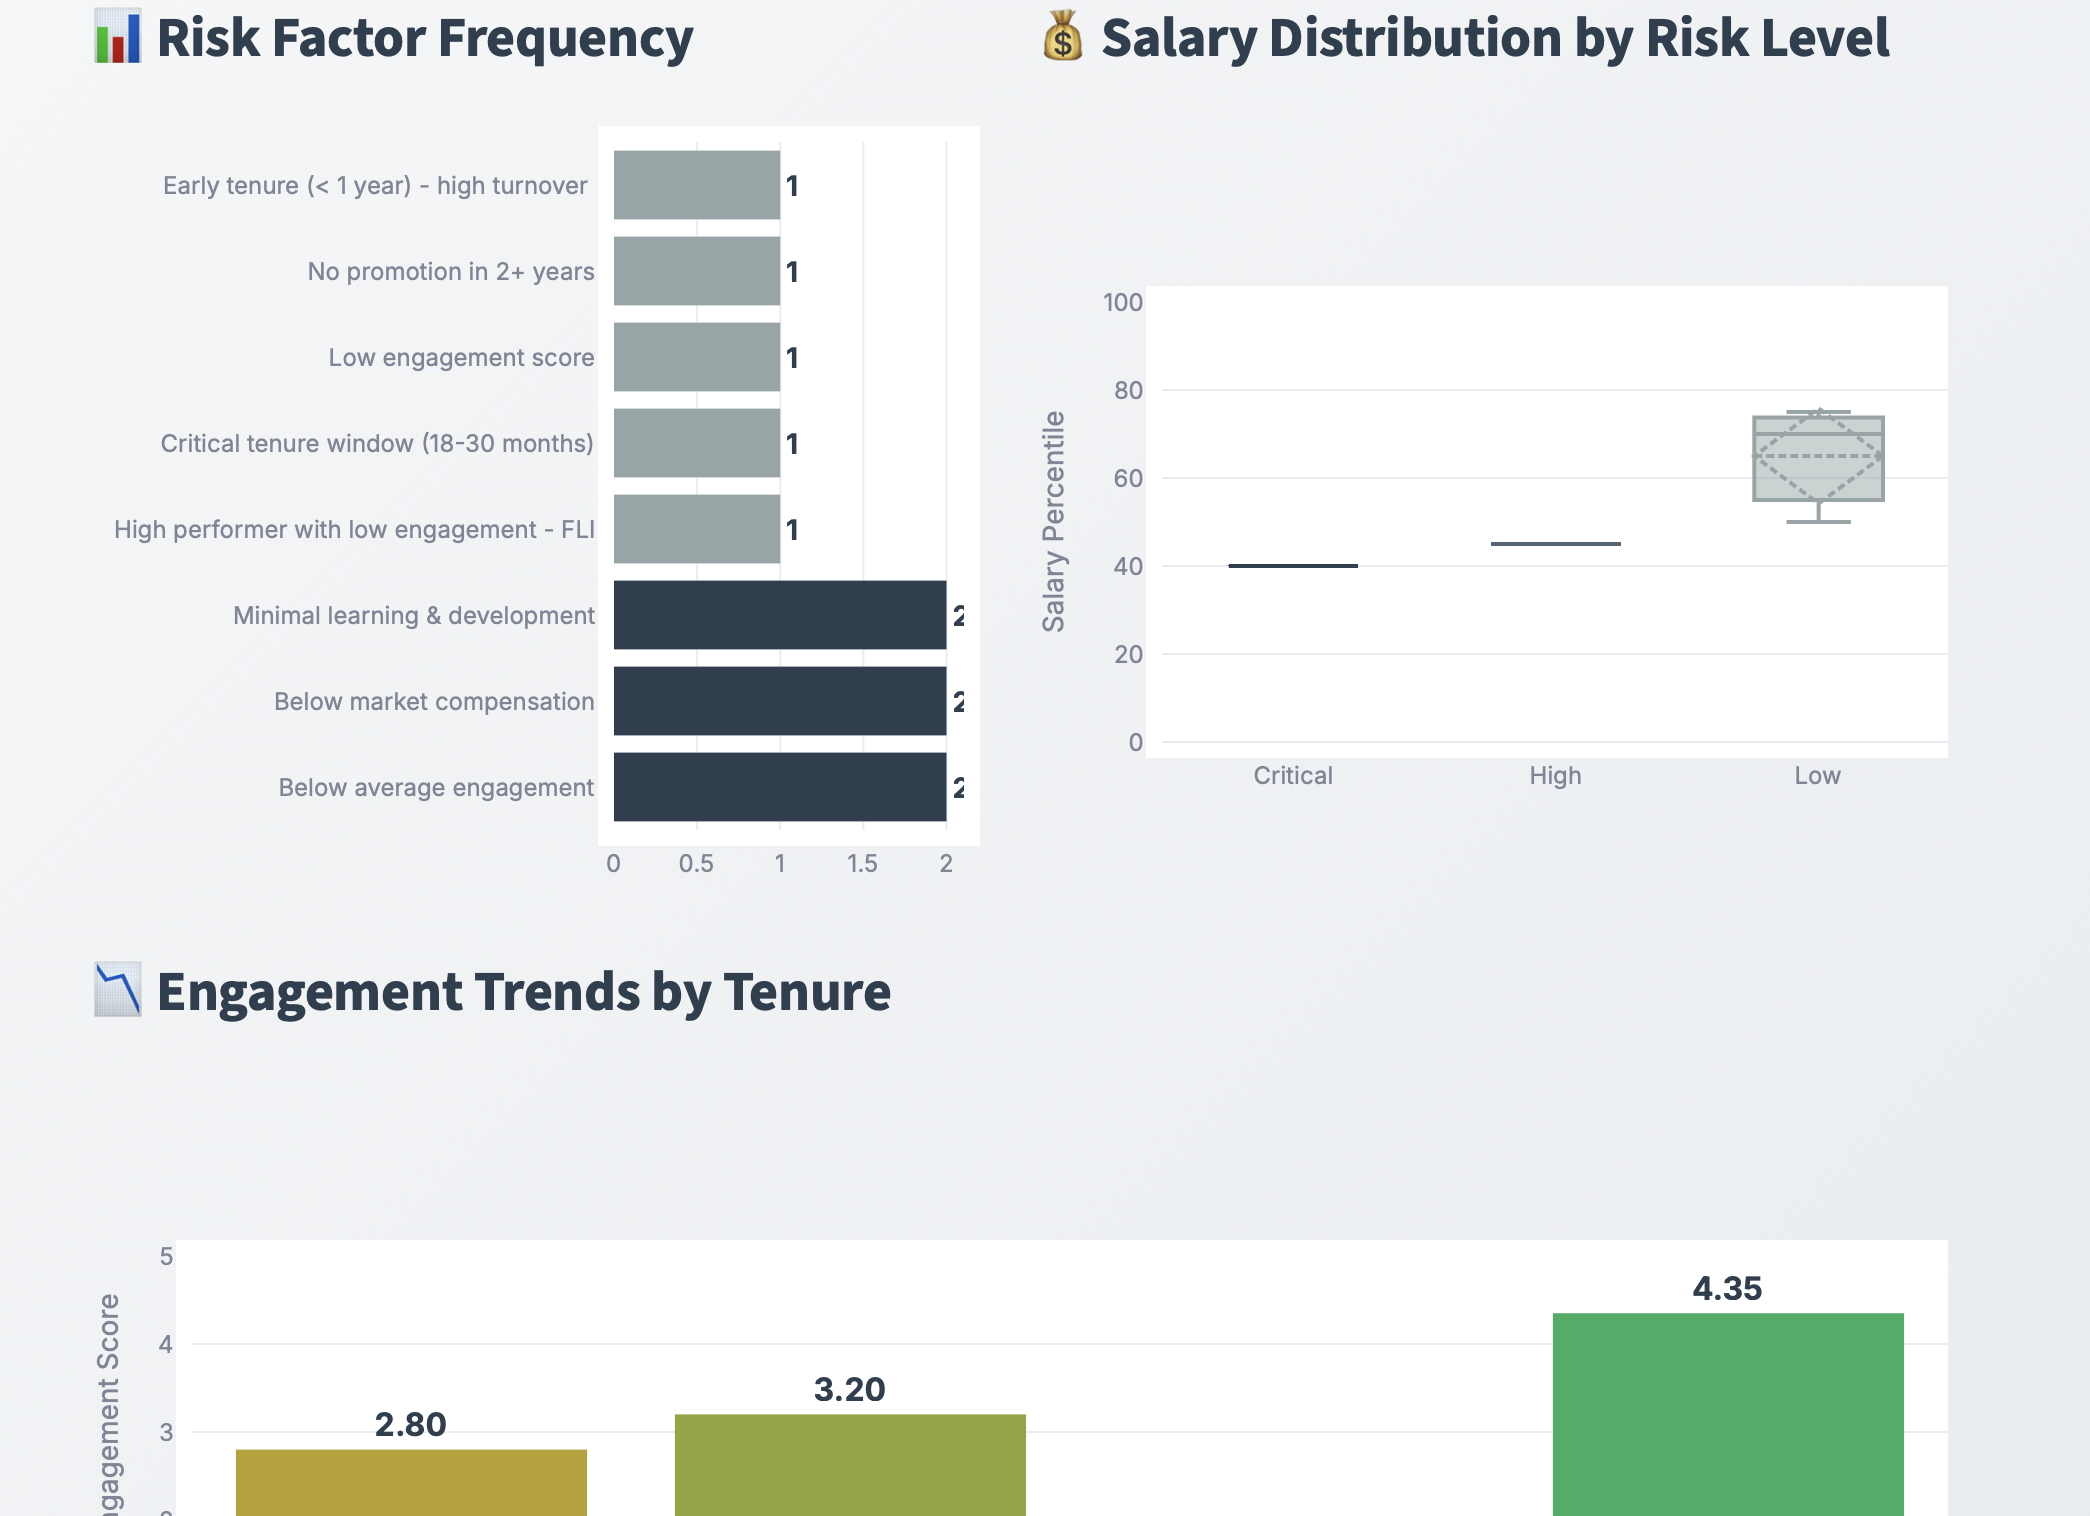 Risk Factor Frequency
Early tenure (< 1 year) - high turnover
1
No promotion in 2+ years
1
Low engagement score
1
Critical tenure window (18-30 months)
1
High performer with low engagement - FLI
1
Minimal learning & development
2
Below market compensation
2
Below average engagement
2
0 0.5 1 1.5 2
Salary Distribution by Risk Level
Salary Percentile
100
80
60
40
20
0
Critical High Low
Engagement Trends by Tenure
ngagement Score
5
4
3
2.80
3.20
4.35